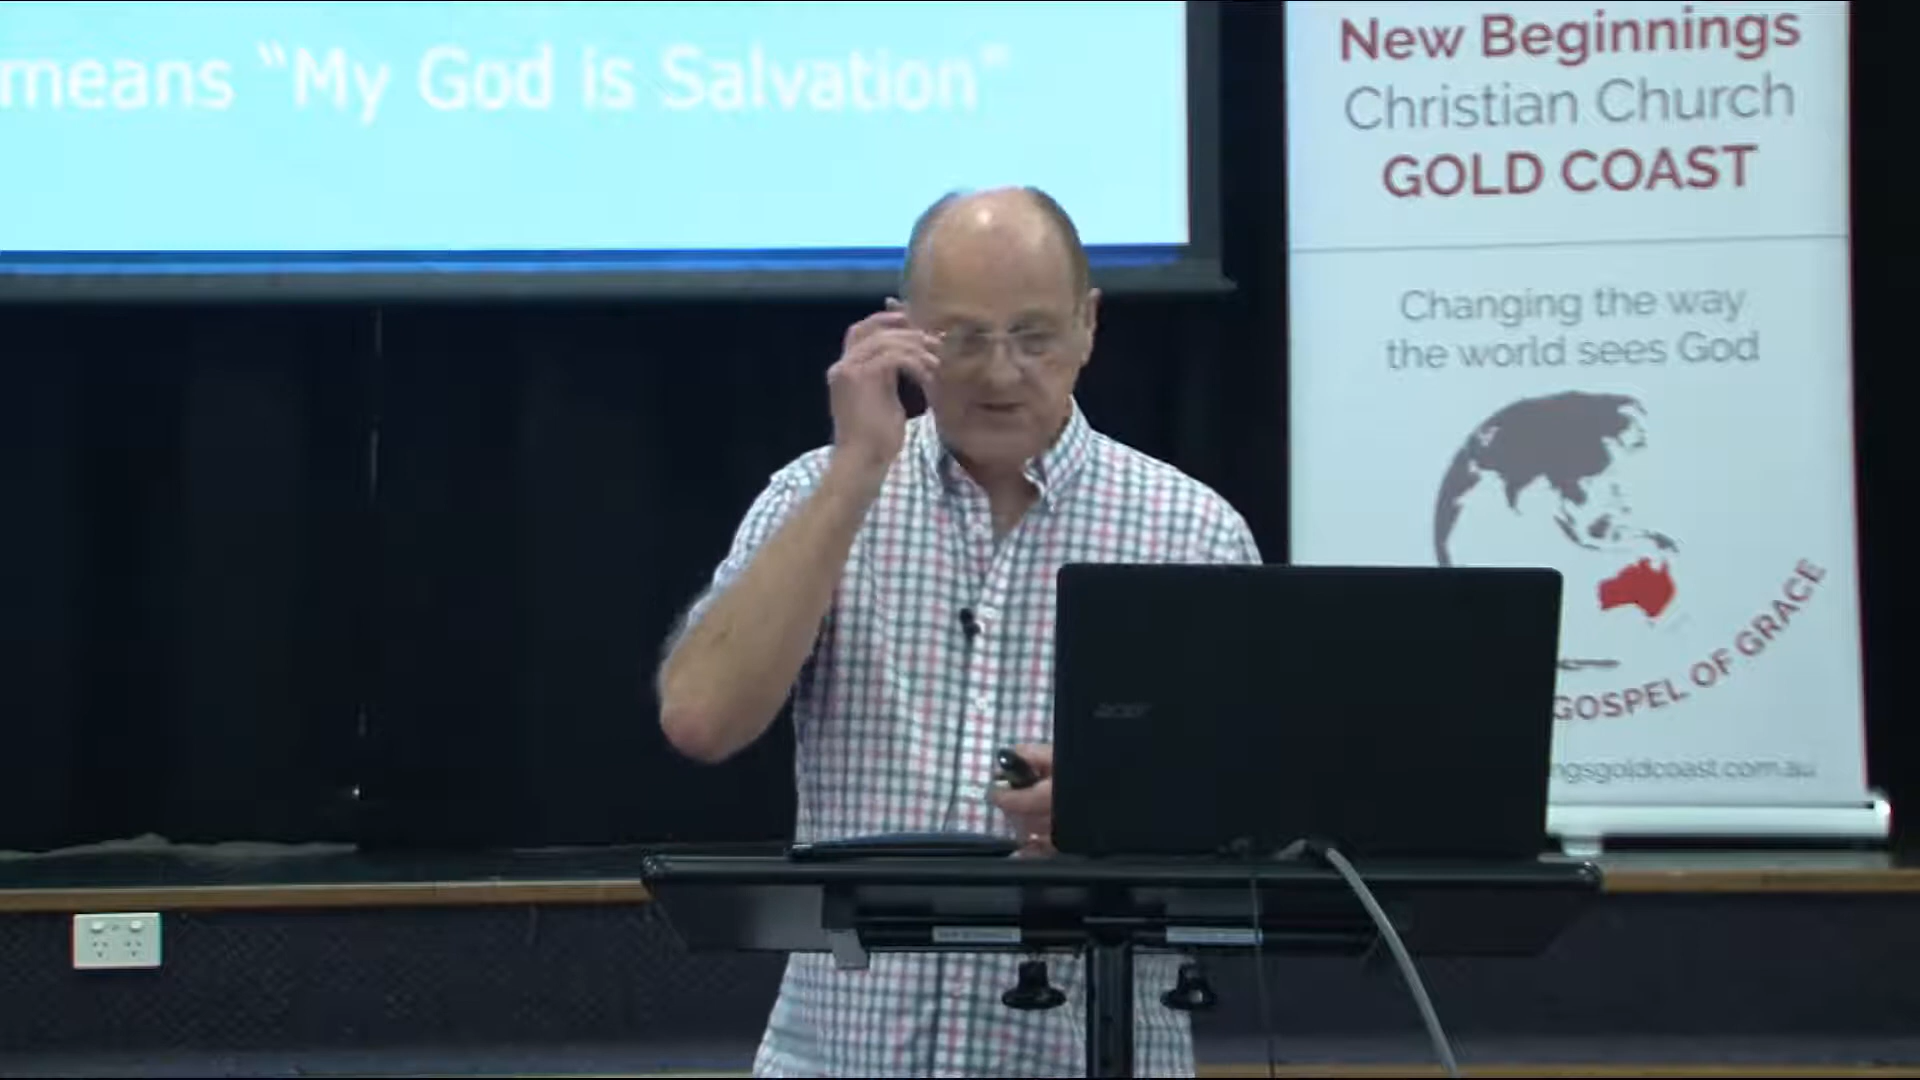 means “My God is Salvation”
New Beginnings
Christian Church
GOLD COAST
Changing the way
the world sees God
GOSPEL OF GRACE
ngsgoldcoast.com.au
acer